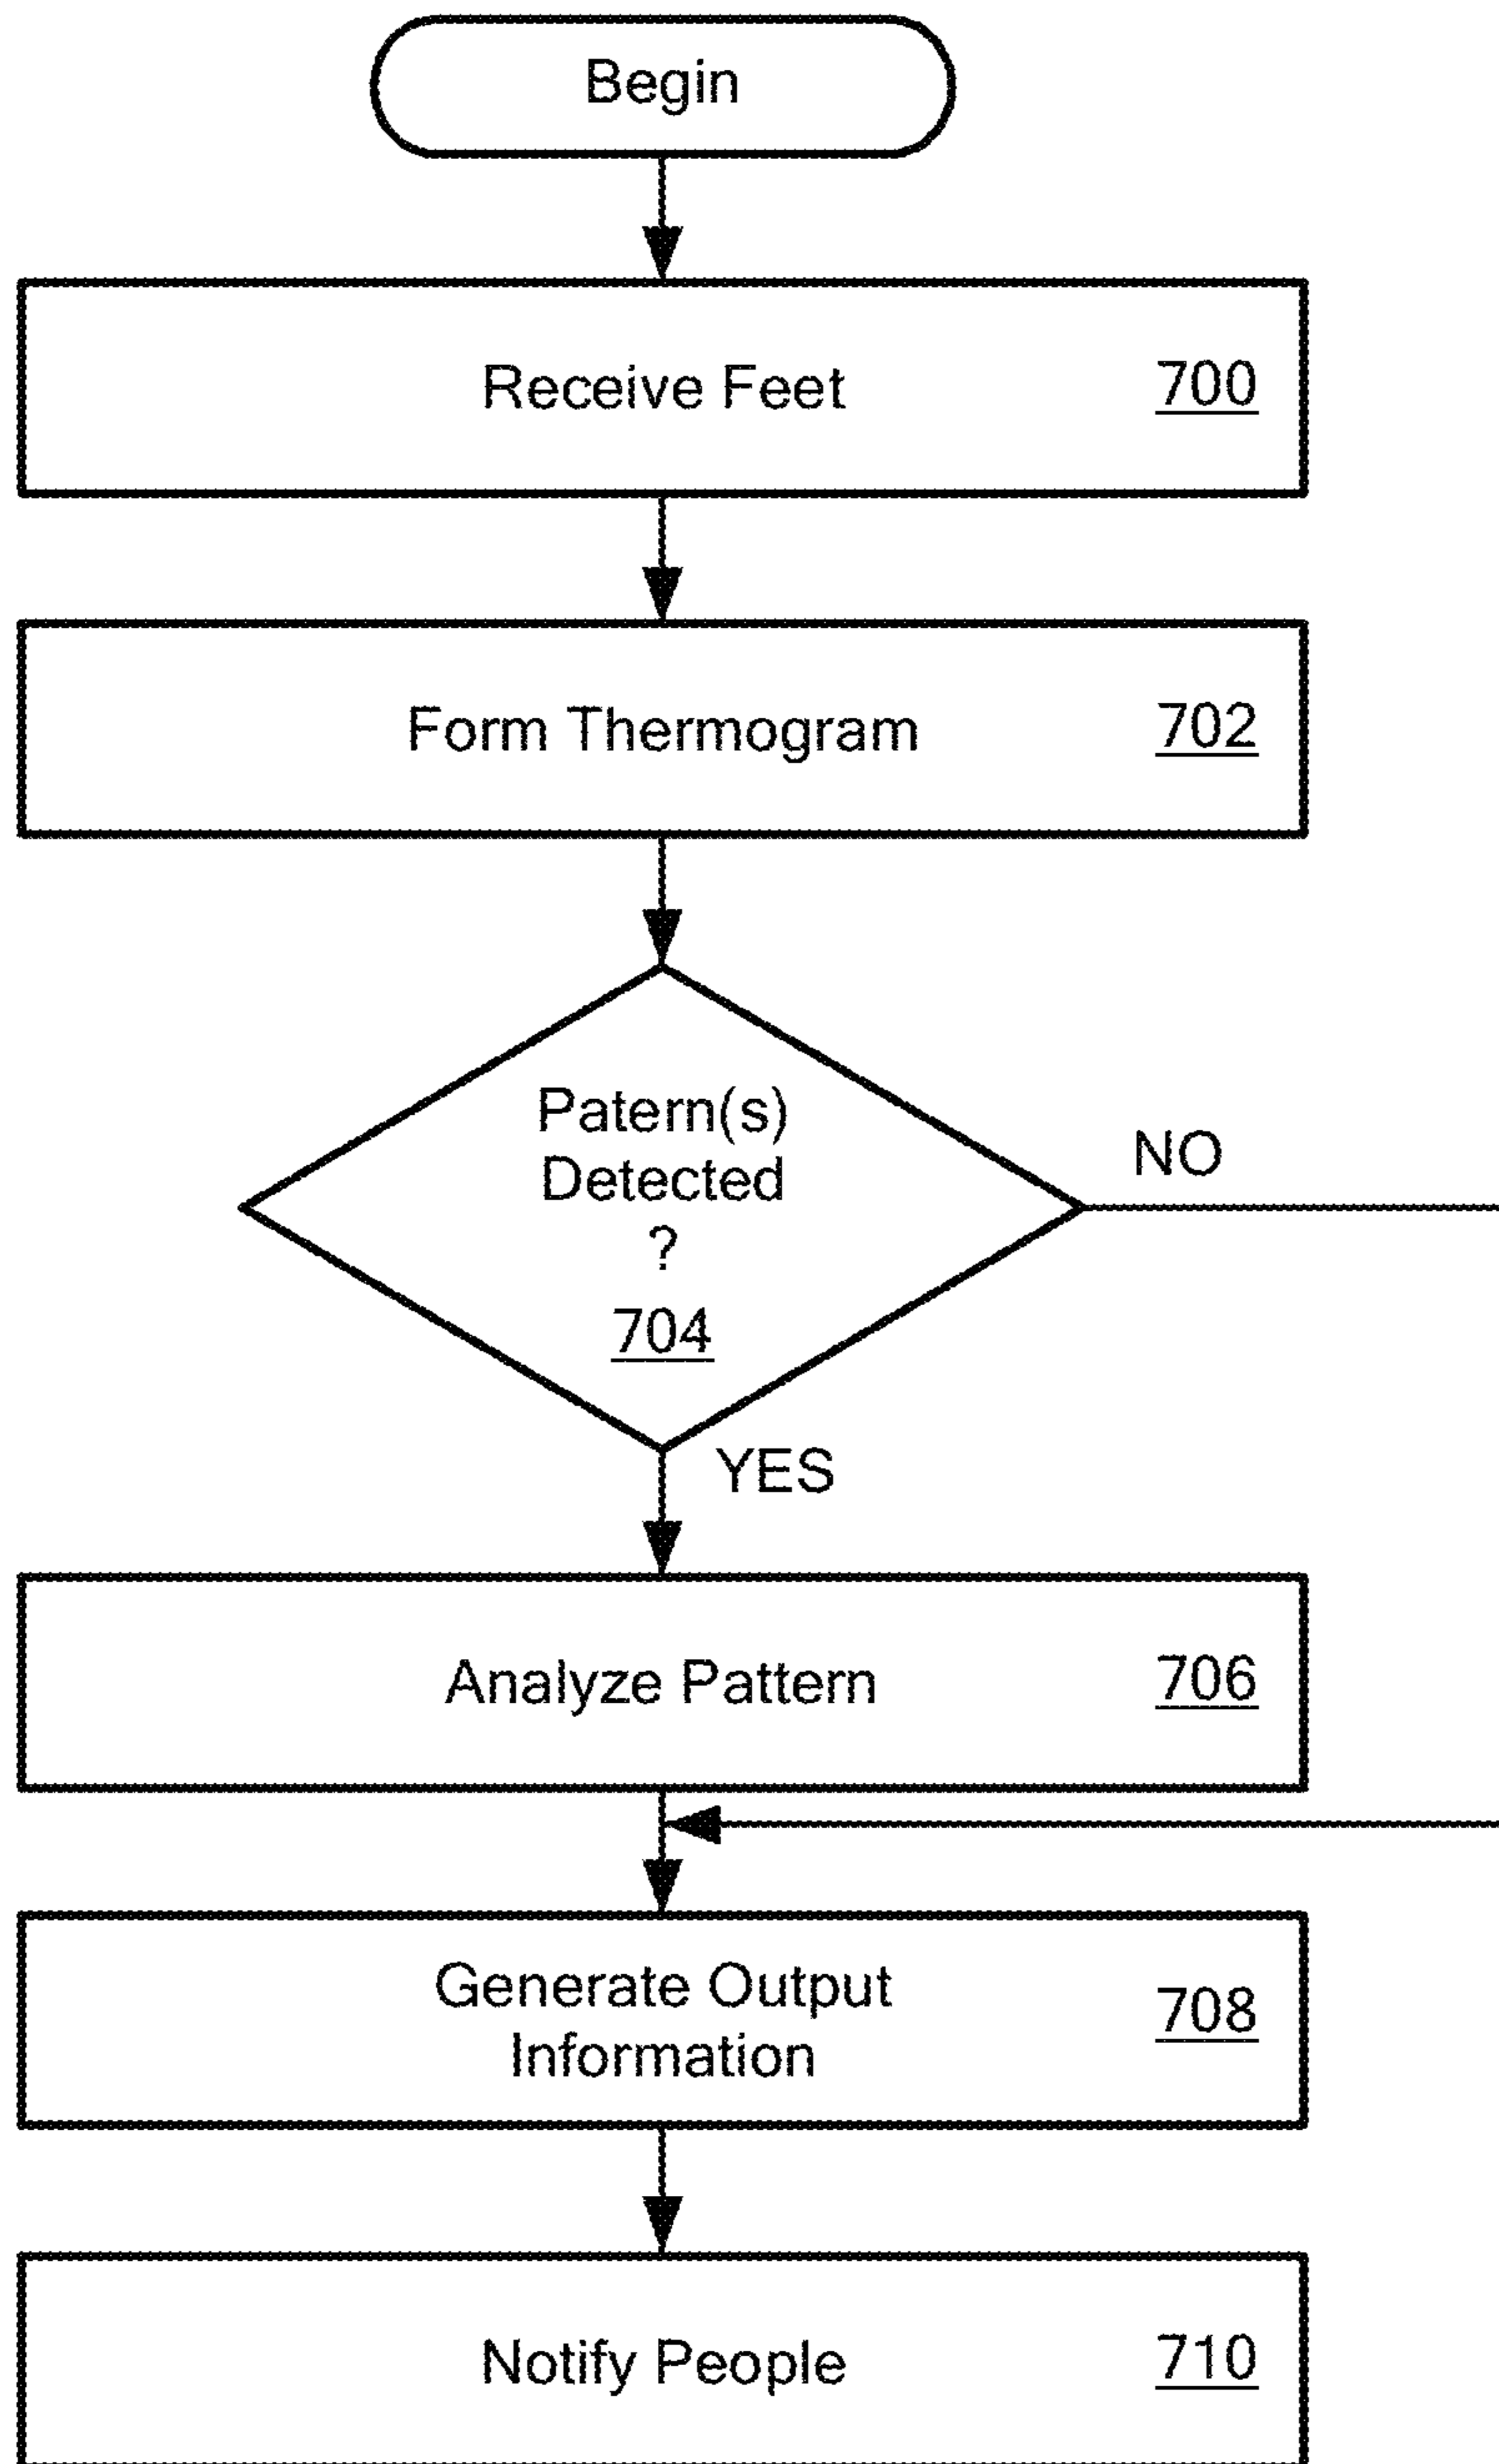 Begin
Receive Feet 700
Form Thermogram 702
Patern(s)
Detected
?
704
NO
YES
Analyze Pattern 706
Generate Output
Information
708
Notify People 710